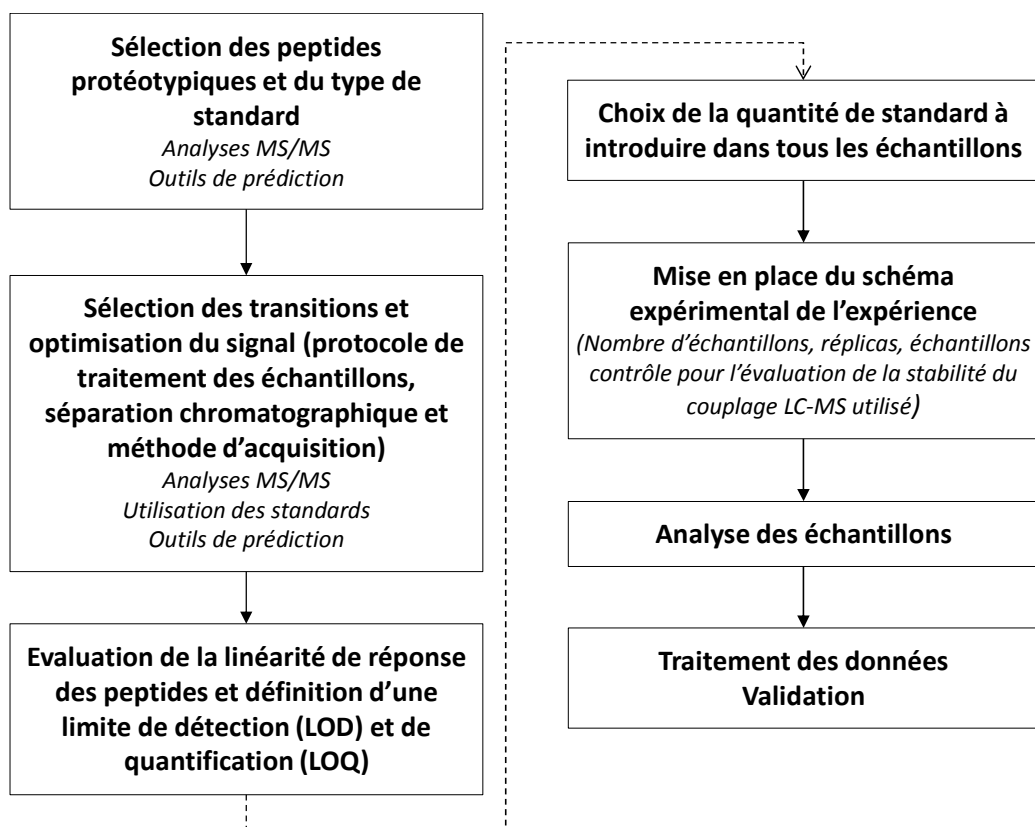 Sélection des peptides
protéotypiques et du type de
standard
Analyses MS/MS
Outils de prédiction
Sélection des transitions et
optimisation du signal (protocole de
traitement des échantillons,
séparation chromatographique et
méthode d’acquisition)
Analyses MS/MS
Utilisation des standards
Outils de prédiction
Evaluation de la linéarité de réponse
des peptides et définition d’une
limite de détection (LOD) et de
quantification (LOQ)
Choix de la quantité de standard à
introduire dans tous les échantillons
Mise en place du schéma
expérimental de l’expérience
(Nombre d’échantillons, réplicas, échantillons
contrôle pour l’évaluation de la stabilité du
couplage LC-MS utilisé)
Analyse des échantillons
Traitement des données
Validation